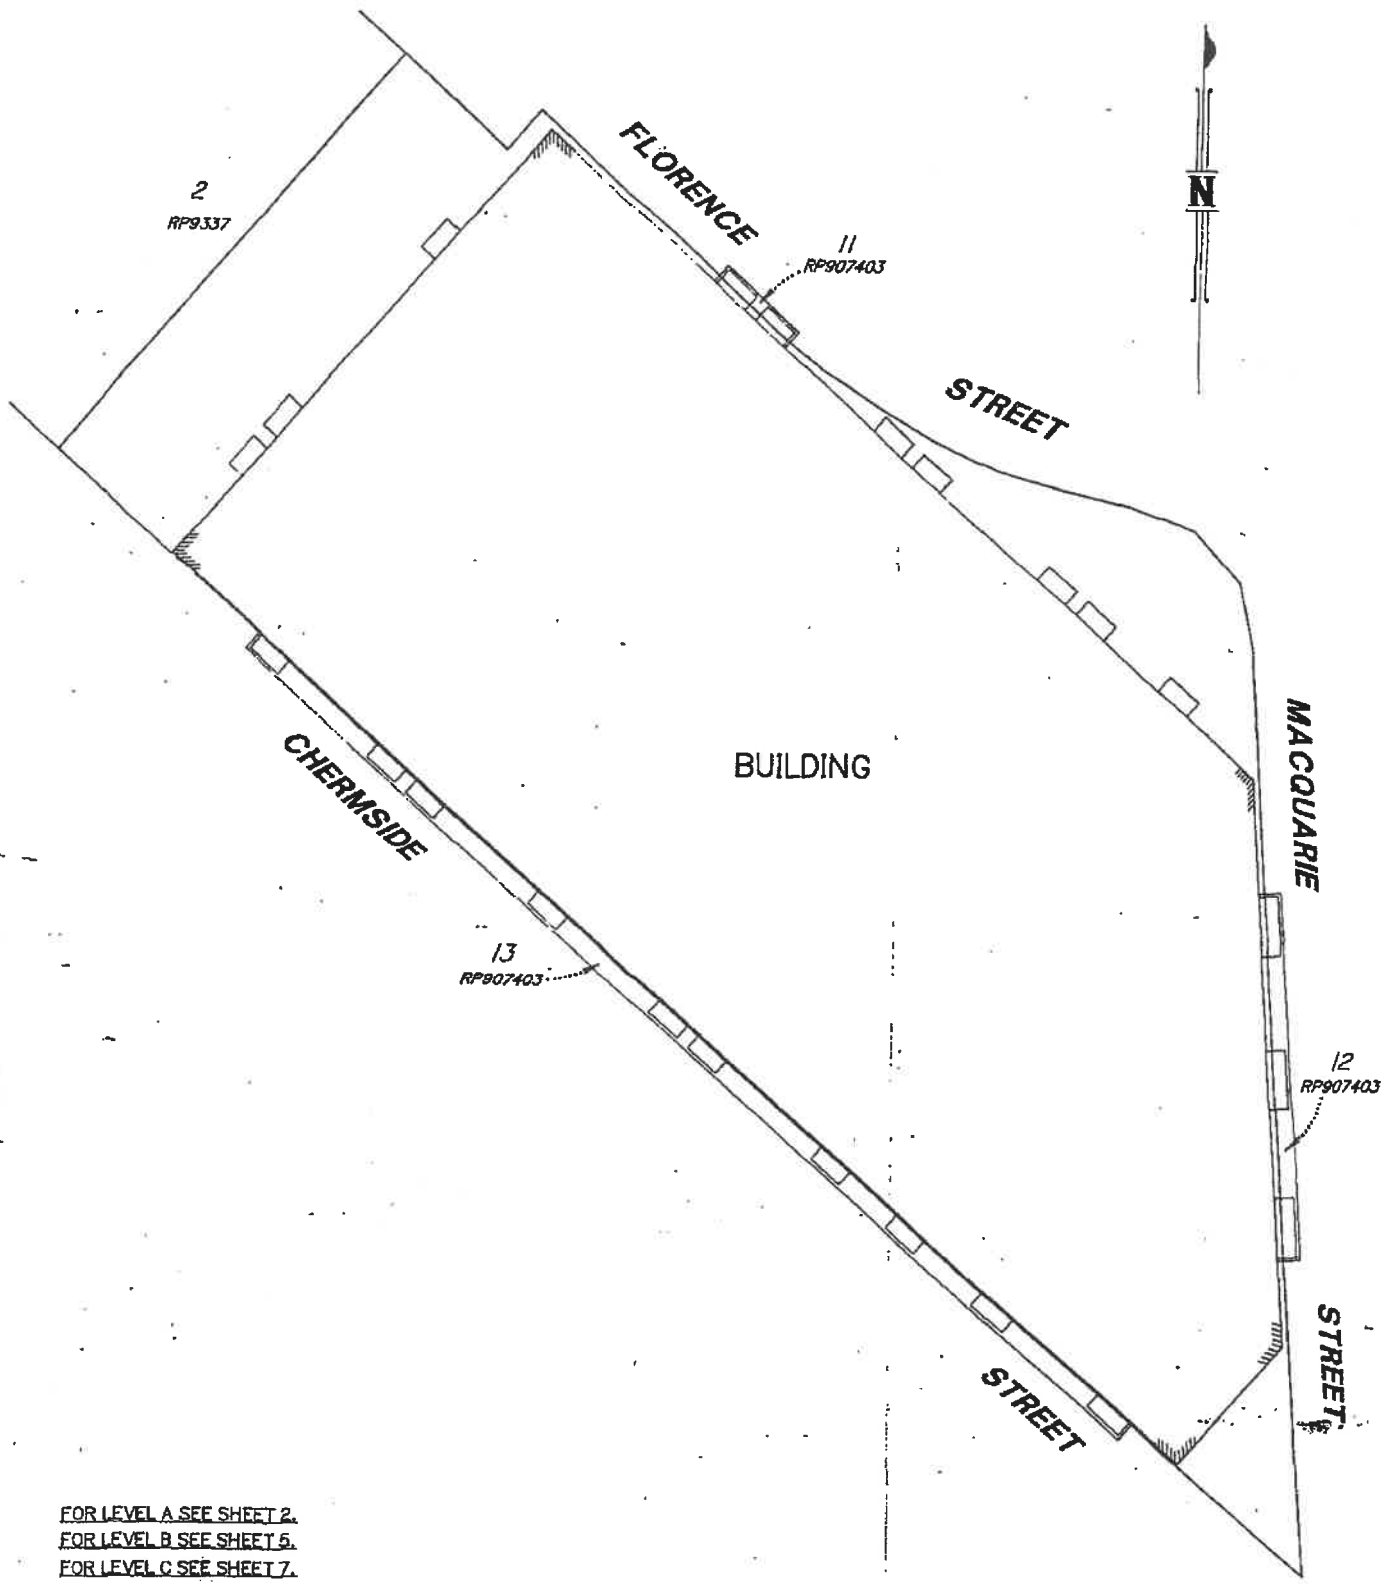 FLORENCE
N
2
RP9337
11
RP907403
STREET
MACQUARIE
BUILDING
CHERMSIDE
13
RP907403
12
RP907403
STREET
STREET
FOR LEVEL A SEE SHEET 2.
FOR LEVEL B SEE SHEET 5.
FOR LEVEL C SEE SHEET 7.